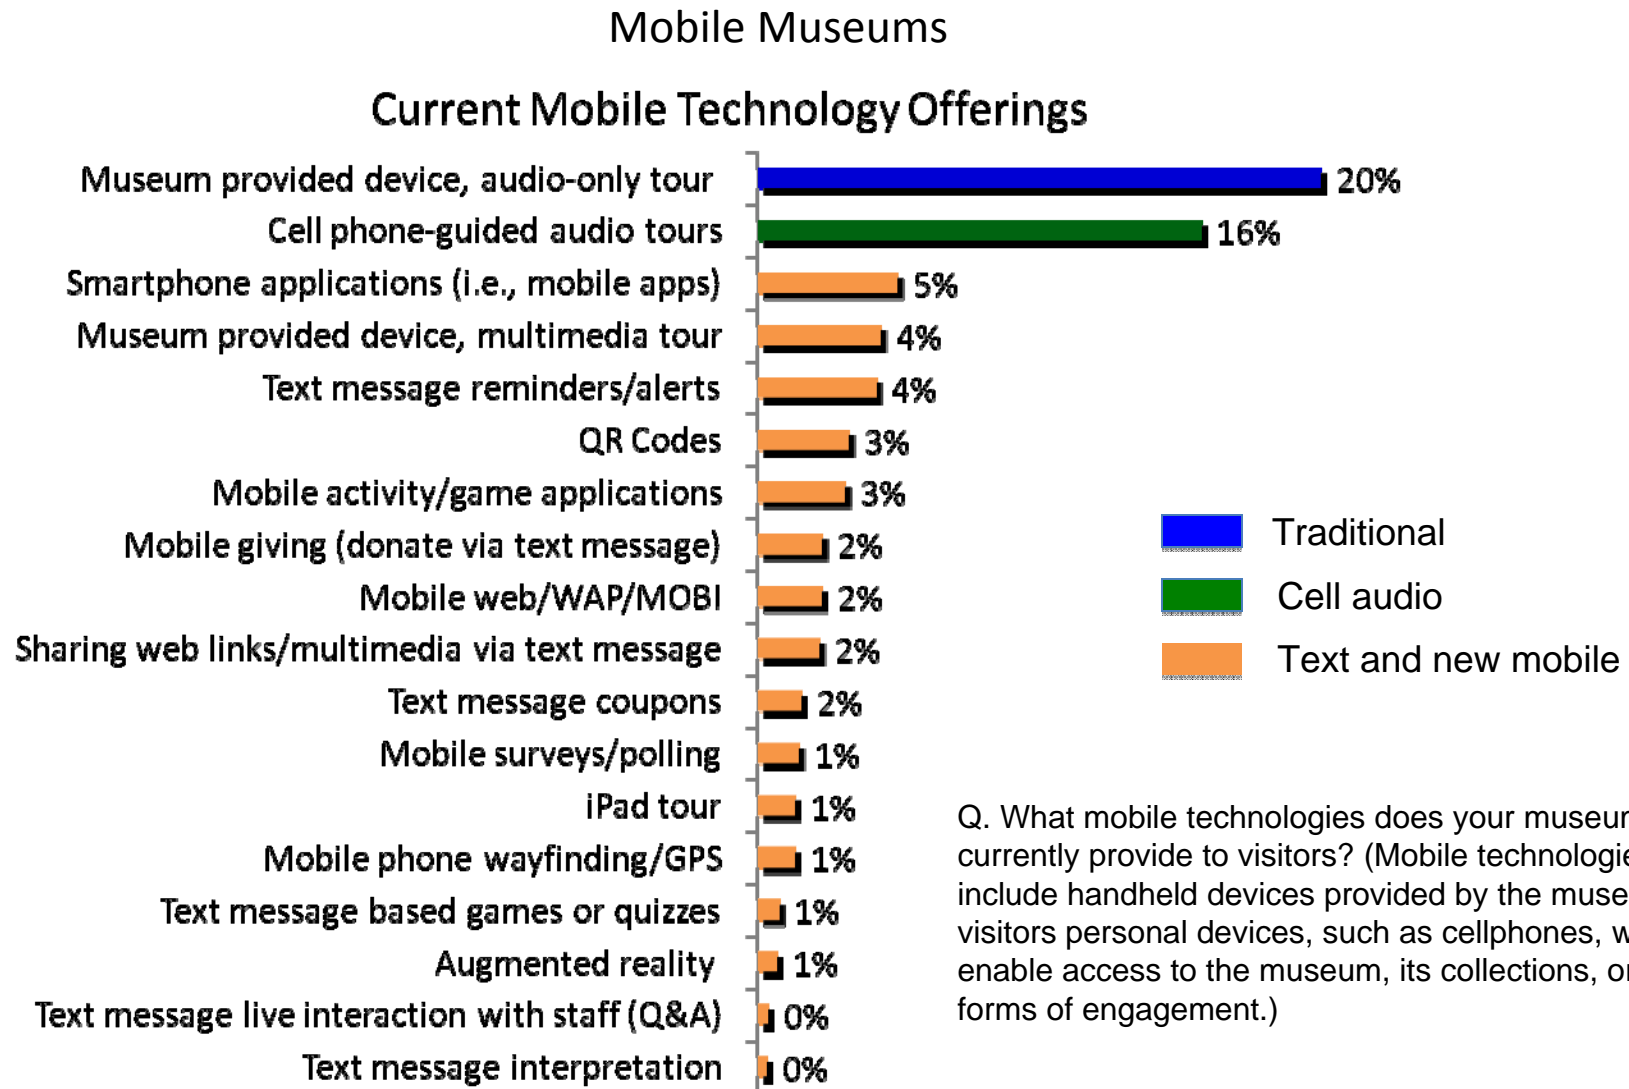 Mobile Museums
Current Mobile Technology Offerings
Museum provided device, audio-only tour 20%
Cell phone-guided audio tours 16%
Smartphone applications (i.e., mobile apps) 5%
Museum provided device, multimedia tour 4%
Text message reminders/alerts 4%
QR Codes 3%
Mobile activity/game applications 3%
Mobile giving (donate via text message) 2%
Mobile web/WAP/MOBI 2%
Sharing web links/multimedia via text message 2%
Text message coupons 2%
Mobile surveys/polling 1%
iPad tour 1%
Mobile phone wayfinding/GPS 1%
Text message based games or quizzes 1%
Augmented reality 1%
Text message live interaction with staff (Q&A) 0%
Text message interpretation 0%
Traditional
Cell audio
Text and new mobile
Q. What mobile technologies does your
currently provide to visitors? (Mobile
include handheld devices provided by the
visitors personal devices, such as cellphones,
enable access to the museum, its collections, or
forms of engagement.)